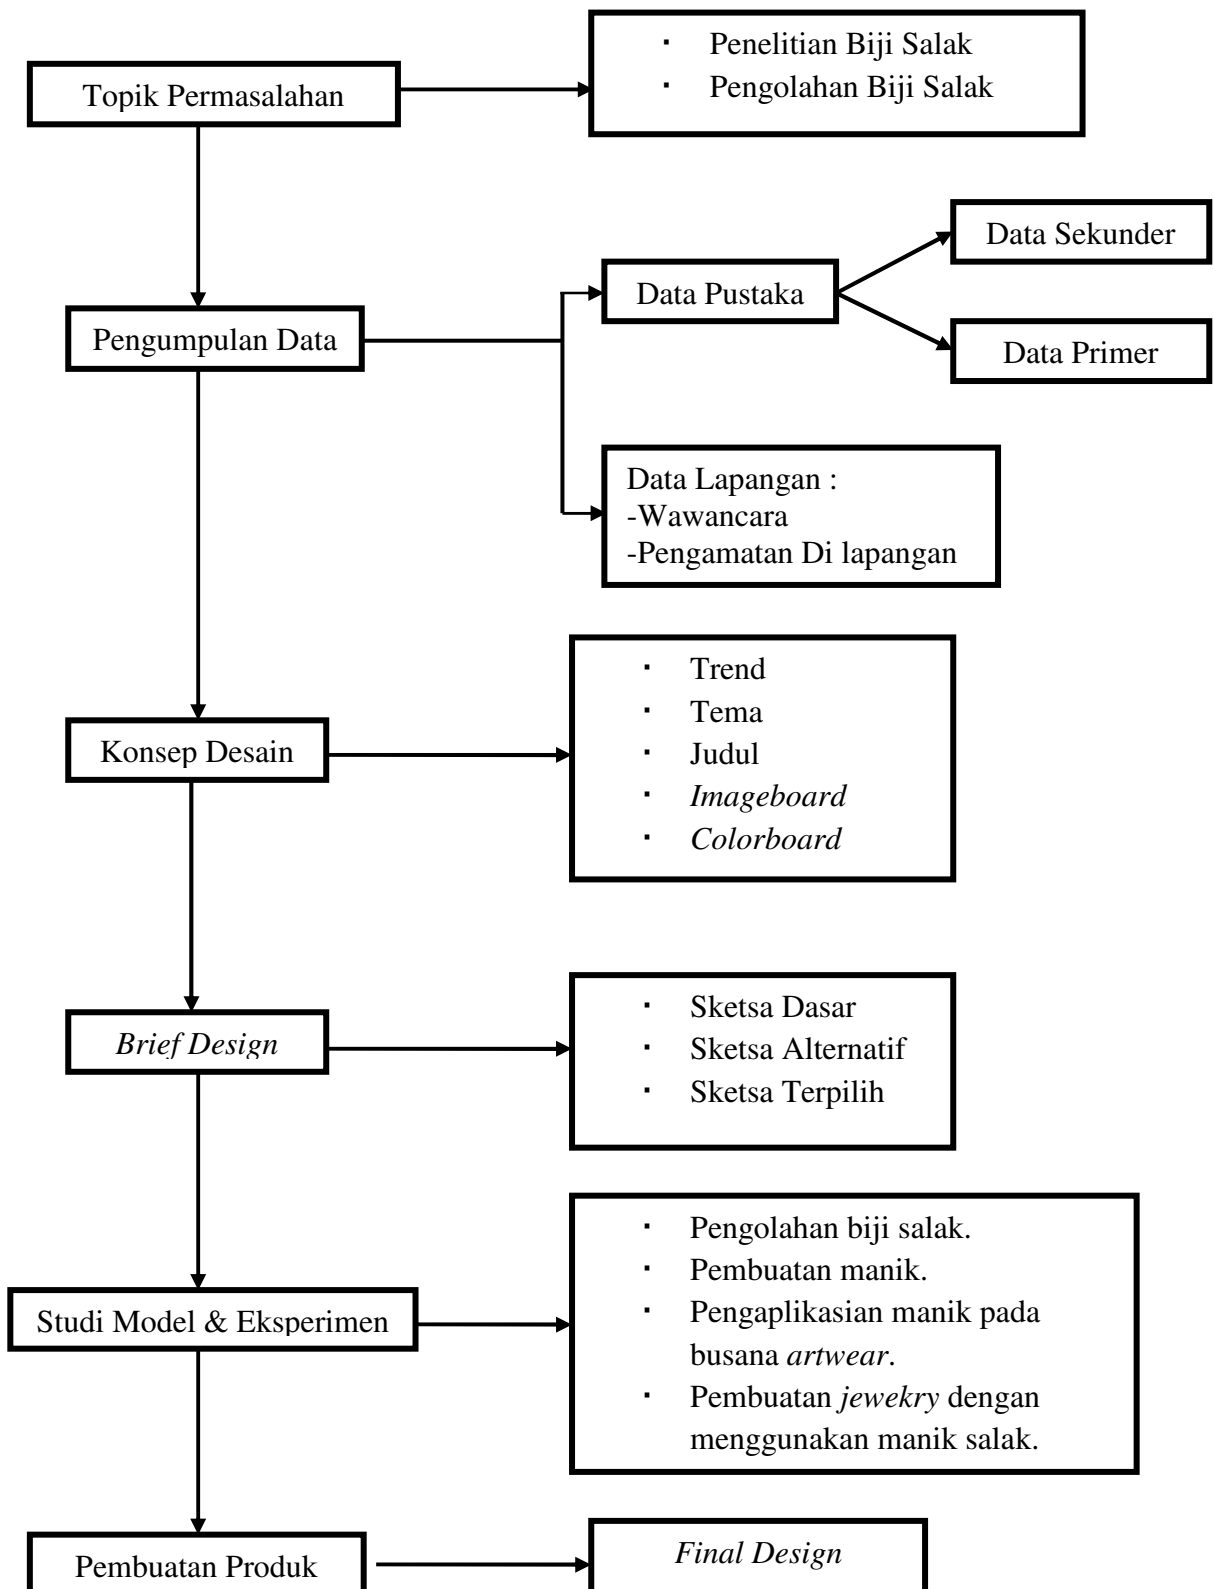 Topik Permasalahan
▪ Penelitian Biji Salak
▪ Pengolahan Biji Salak
Pengumpulan Data
Data Pustaka
Data Sekunder
Data Primer
Data Lapangan :
-Wawancara
-Pengamatan Di lapangan
Konsep Desain
▪ Trend
▪ Tema
▪ Judul
▪ Imageboard
▪ Colorboard
Brief Design
▪ Sketsa Dasar
▪ Sketsa Alternatif
▪ Sketsa Terpilih
Studi Model & Eksperimen
▪ Pengolahan biji salak.
▪ Pembuatan manik.
▪ Pengaplikasian manik pada
busana artwear.
▪ Pembuatan jewekry dengan
menggunakan manik salak.
Pembuatan Produk
Final Design